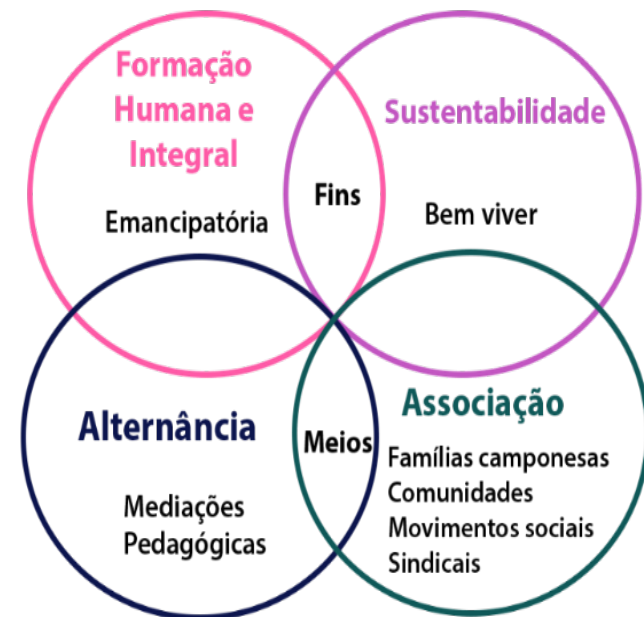 Formação
Humana e
Integral
Emancipatória
Fins
Sustentabilidade
Bem viver
Alternância
Mediações
Pedagógicas
Meios
Associação
Famílias camponesas
Comunidades
Movimentos sociais
Sindicais